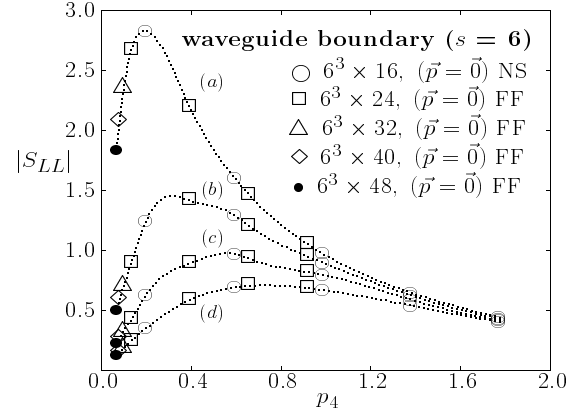 3.0
waveguide boundary (s = 6)
○ 6³ × 16, (p⃗ = 0⃗) NS
2.5
(a)
□ 6³ × 24, (p⃗ = 0⃗) FF
△ 6³ × 32, (p⃗ = 0⃗) FF
2.0
◇ 6³ × 40, (p⃗ = 0⃗) FF
|S_LL|
● 6³ × 48, (p⃗ = 0⃗) FF
1.5
(b)
(c)
1.0
0.5
(d)
0.0 0.4 0.8 1.2 1.6 2.0
p₄